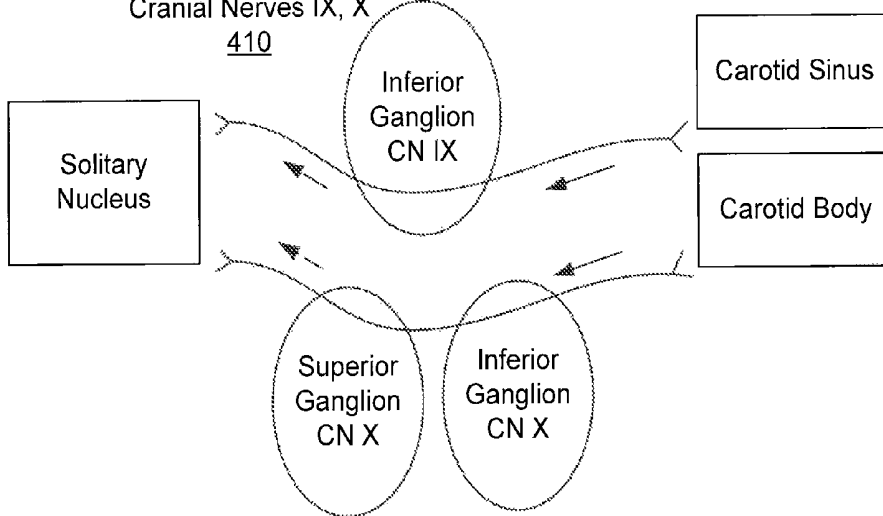 Cranial Nerves IX, X
410
Inferior
Ganglion
CN IX
Carotid Sinus
Solitary
Nucleus
Carotid Body
Superior
Ganglion
CN X
Inferior
Ganglion
CN X